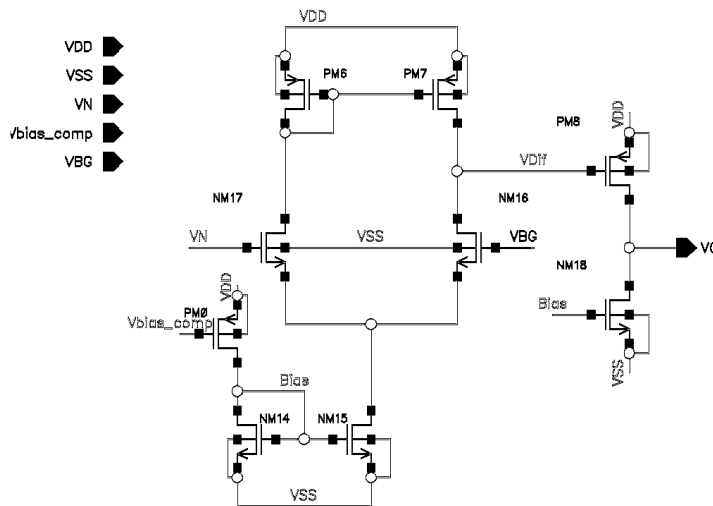 VDD
VDD
PM6
PM7
VSS
VN
Vbias_comp
VBG
PM8
VDD
VDif
NM17
NM16
VN
VSS
VBG
NM18
VDD
PM0
Vbias_comp
Bias
Bias
NM14
NM15
VSS
VSS